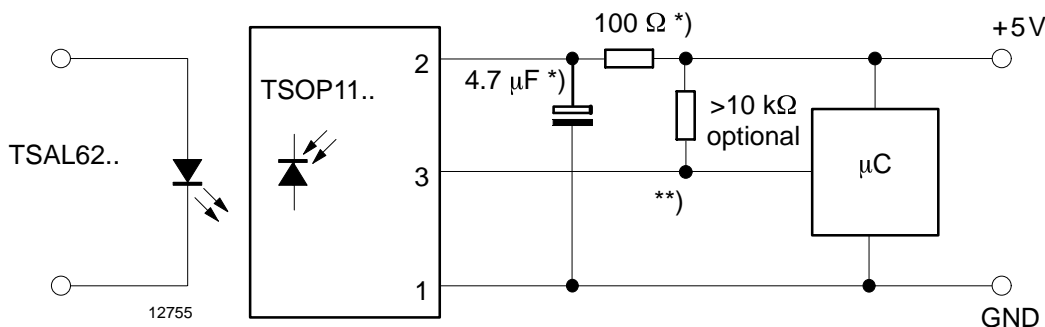 100 Ω *)
+5V
2
4.7 μF *)
TSOP11..
>10 kΩ
optional
TSAL62..
3
μC
**)
1
12755
GND